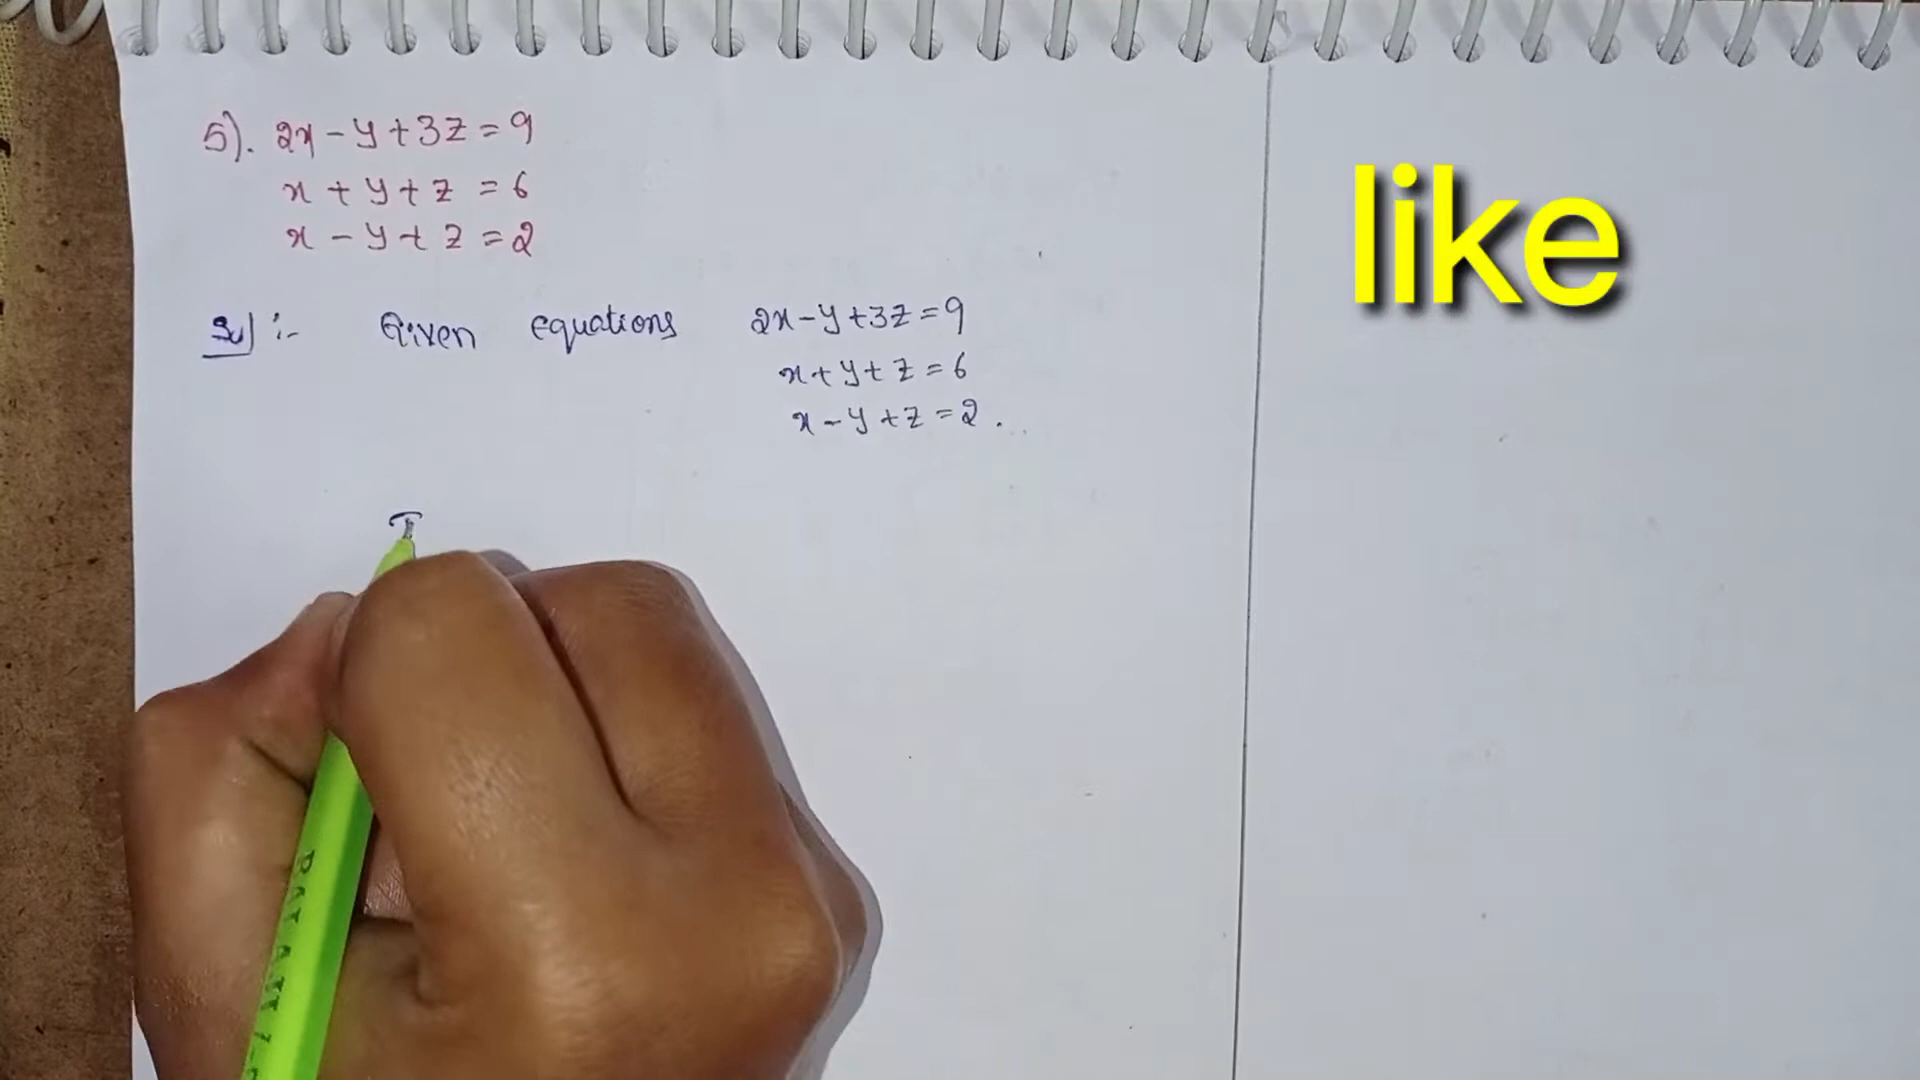 5). 2x-y+3z=9
x+y+z=6
x-y+z=2
Sol :- Given equations 2x-y+3z=9
x+y+z=6
x-y+z=2.
like